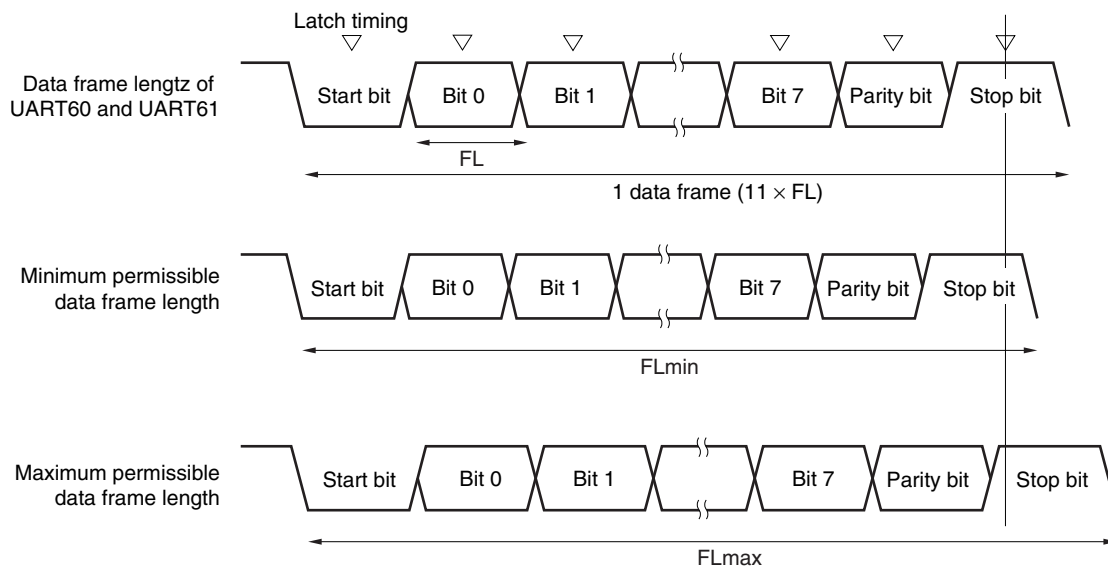 Latch timing
Data frame lengtz of
UART60 and UART61
Start bit
Bit 0
Bit 1
Bit 7
Parity bit
Stop bit
FL
1 data frame (11 × FL)
Minimum permissible
data frame length
Start bit
Bit 0
Bit 1
Bit 7
Parity bit
Stop bit
FLmin
Maximum permissible
data frame length
Start bit
Bit 0
Bit 1
Bit 7
Parity bit
Stop bit
FLmax